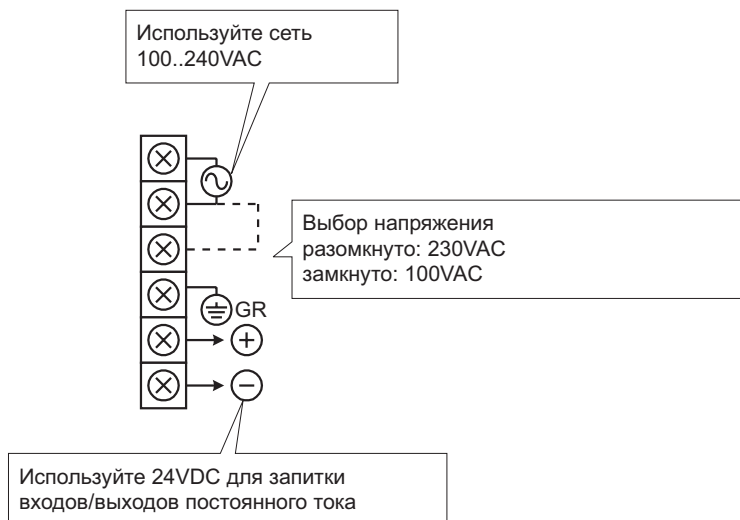 Используйте сеть
100..240VAC
Выбор напряжения
разомкнуто: 230VAC
замкнуто: 100VAC
GR
Используйте 24VDC для запитки
входов/выходов постоянного тока